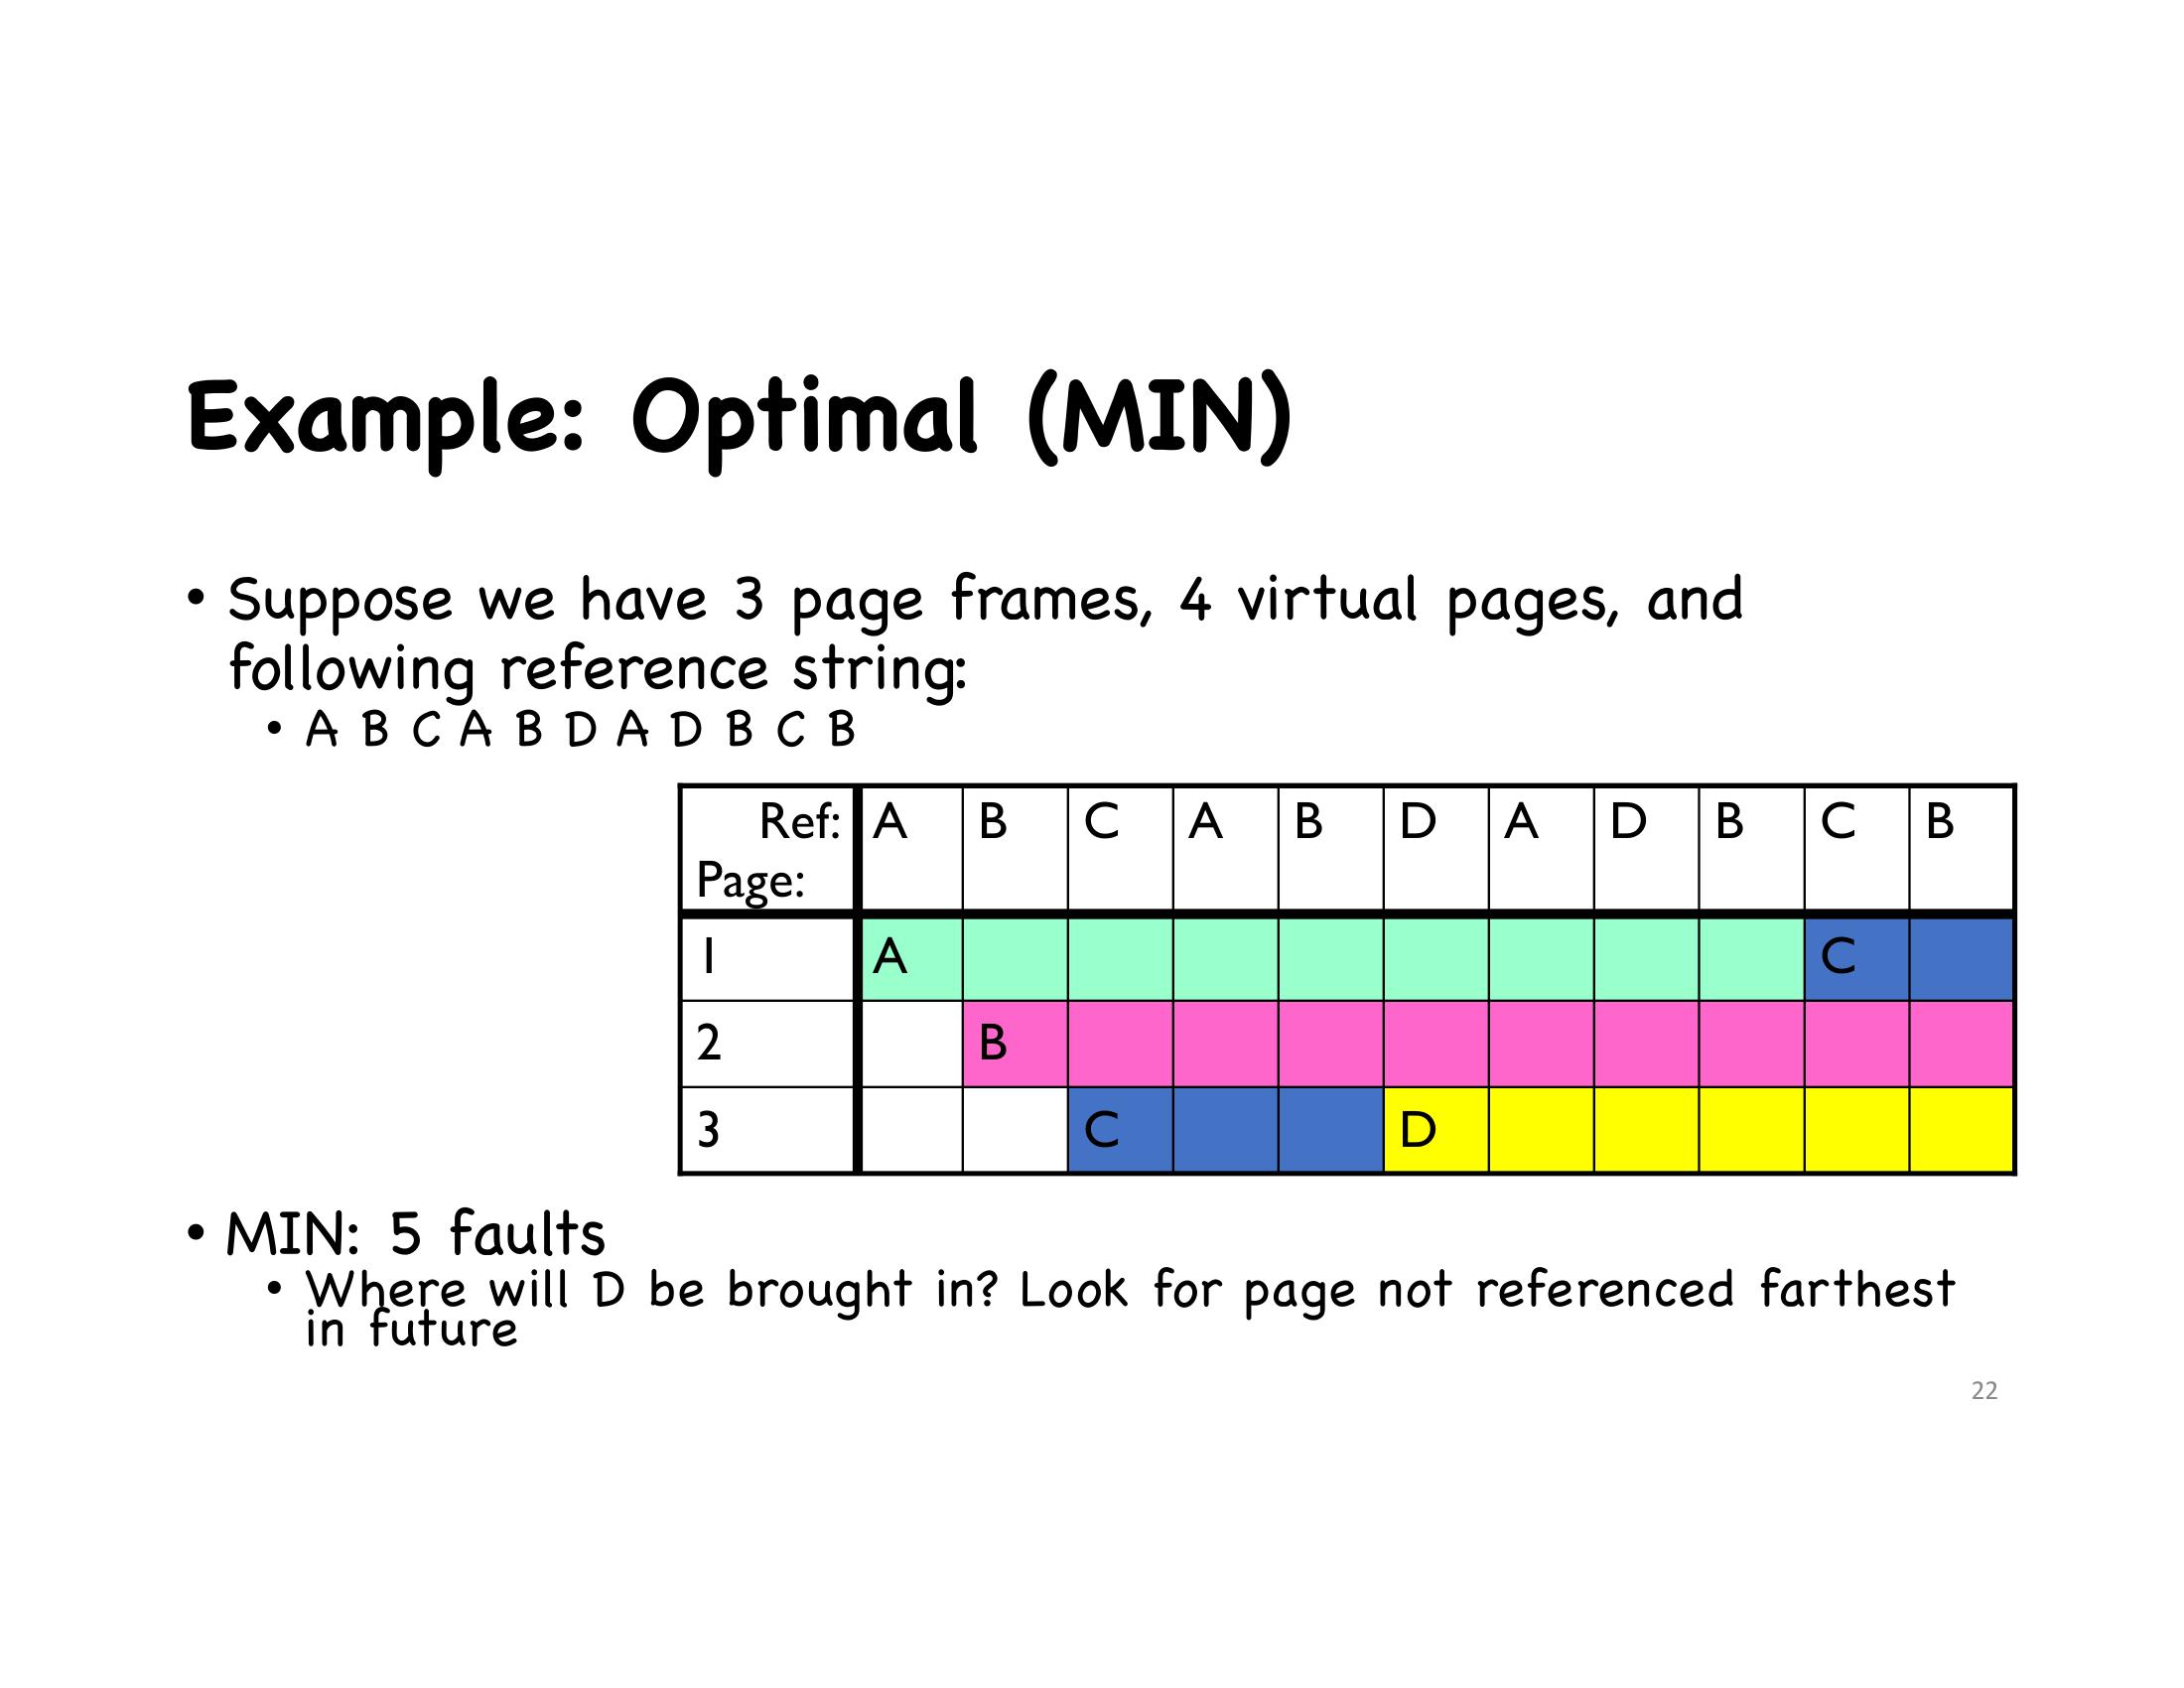 Example: Optimal (MIN)
• Suppose we have 3 page frames, 4 virtual pages, and
following reference string:
• A B C A B D A D B C B
Ref: A B C A B D A D B C B
Page:
1 A C
2 B
3 C D
• MIN: 5 faults
• Where will D be brought in? Look for page not referenced farthest
in future
22